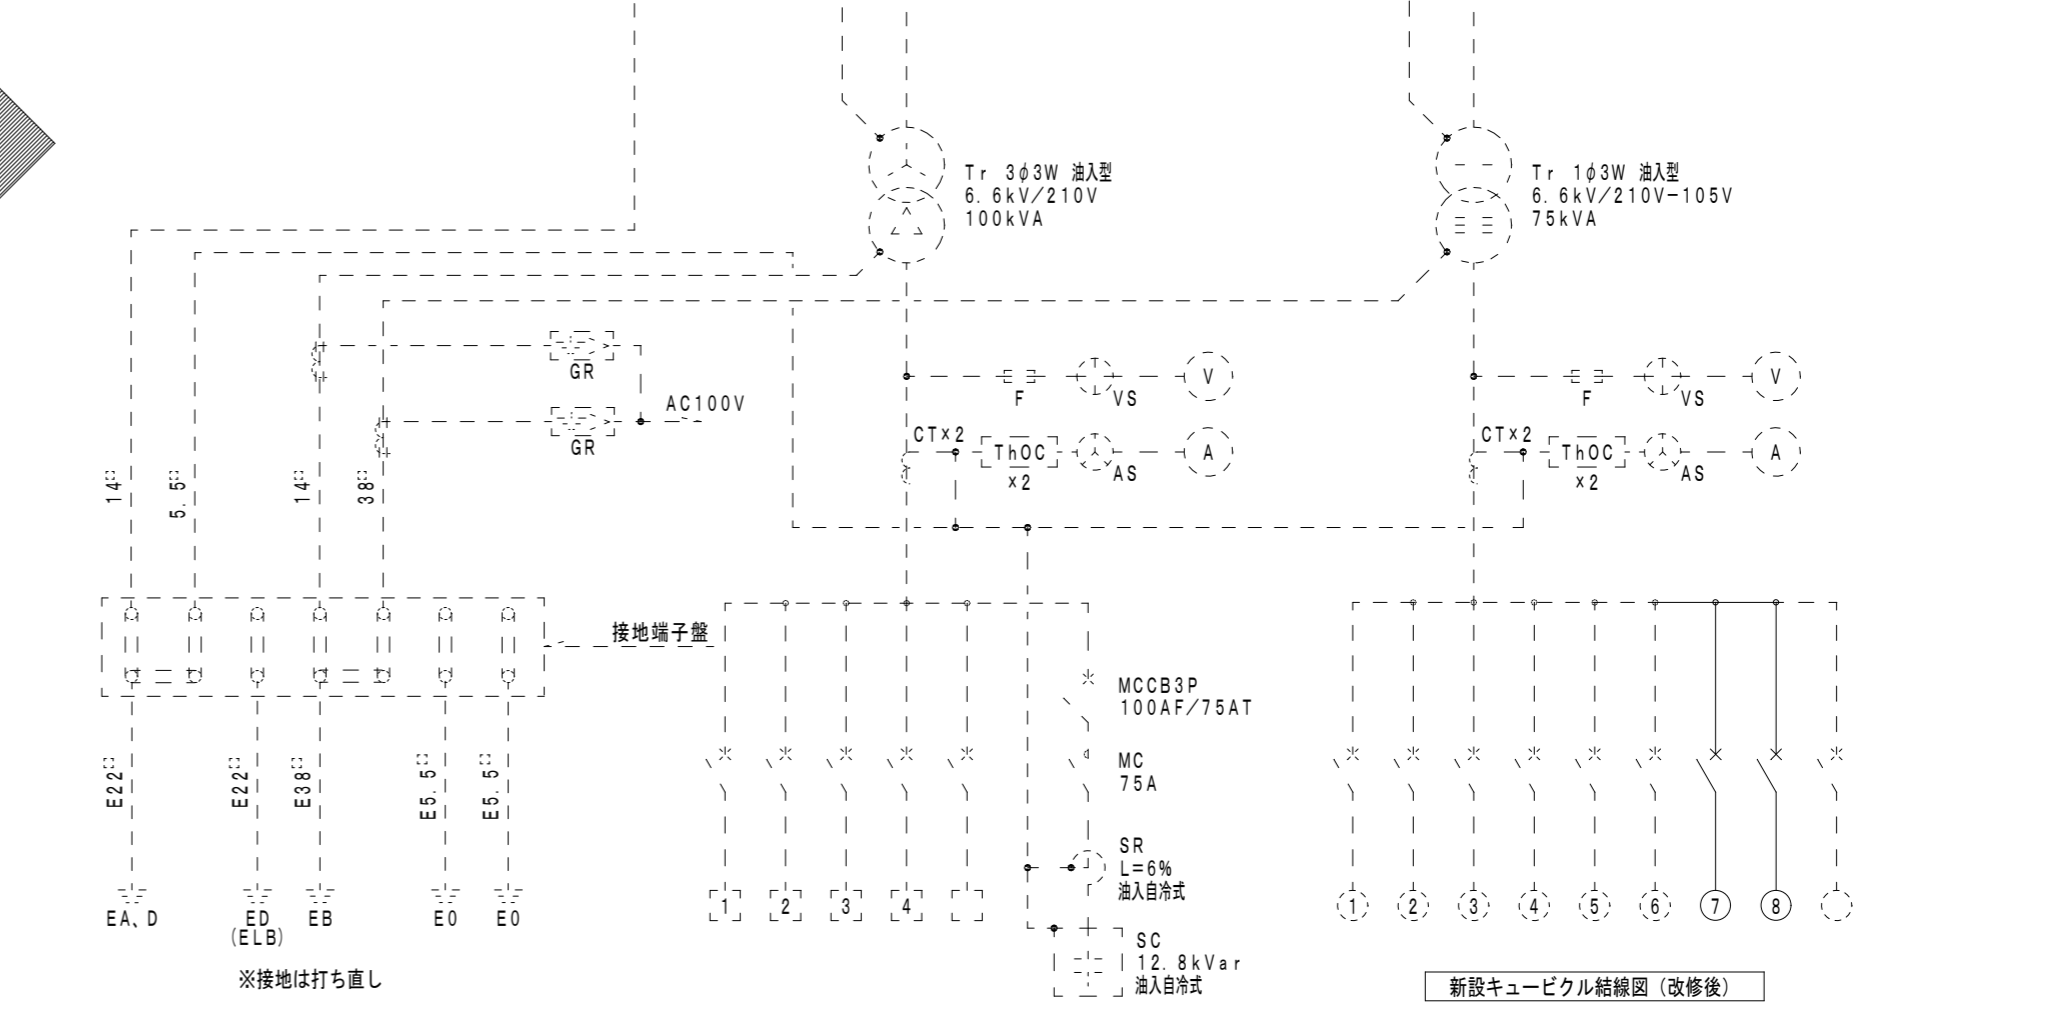 Tr 3φ3W 油入型
6.6kV/210V
100kVA
Tr 1φ3W 油入型
6.6kV/210V-105V
75kVA
GR
AC100V
GR
F
VS
V
CT×2
ThOC
×2
AS
A
F
VS
V
CT×2
ThOC
×2
AS
A
14□
5.5□
14□
38□
接地端子盤
MCCB3P
100AF/75AT
MC
75A
SR
L=6%
油入自冷式
SC
12.8kVar
油入自冷式
E22□
E22□
E38□
E5.5□
E5.5□
EA、D
ED
(ELB)
EB
E0
E0
※接地は打ち直し
1
2
3
4
1
2
3
4
5
6
7
8
新設キュービクル結線図（改修後）